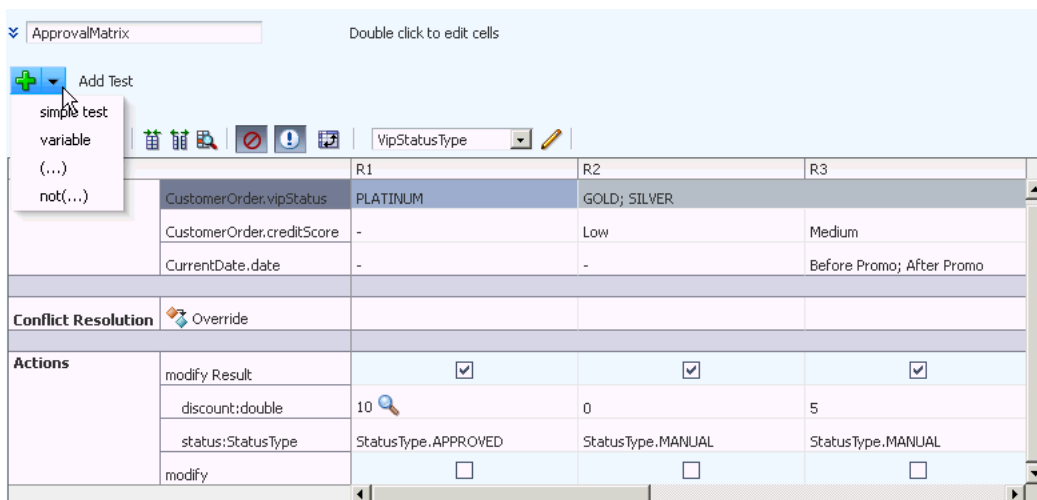 ApprovalMatrix Double click to edit cells
Add Test
simple test
variable VipStatusType
(...) R1 R2 R3
not(...) CustomerOrder.vipStatus PLATINUM GOLD; SILVER
CustomerOrder.creditScore - Low Medium
CurrentDate.date - - Before Promo; After Promo
Conflict Resolution Override
Actions modify Result
discount:double 10 0 5
status:StatusType StatusType.APPROVED StatusType.MANUAL StatusType.MANUAL
modify